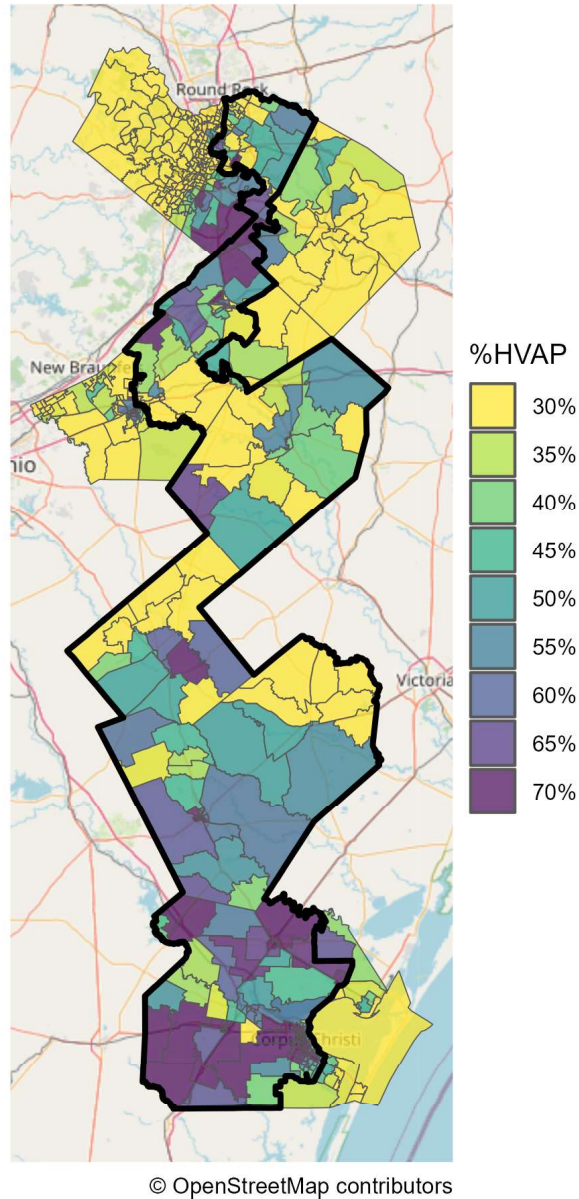 Round Rock
New Braunfe
nio
Victoria
Corpus Christi
%HVAP
30%
35%
40%
45%
50%
55%
60%
65%
70%
© OpenStreetMap contributors